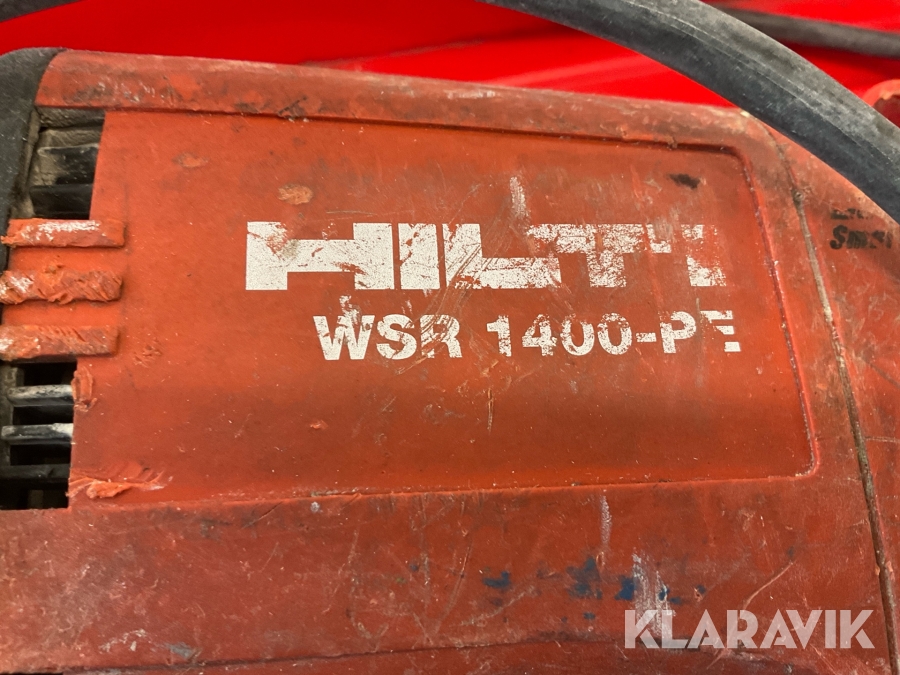 HILTI
WSR 1400-PE
KLARAVIK